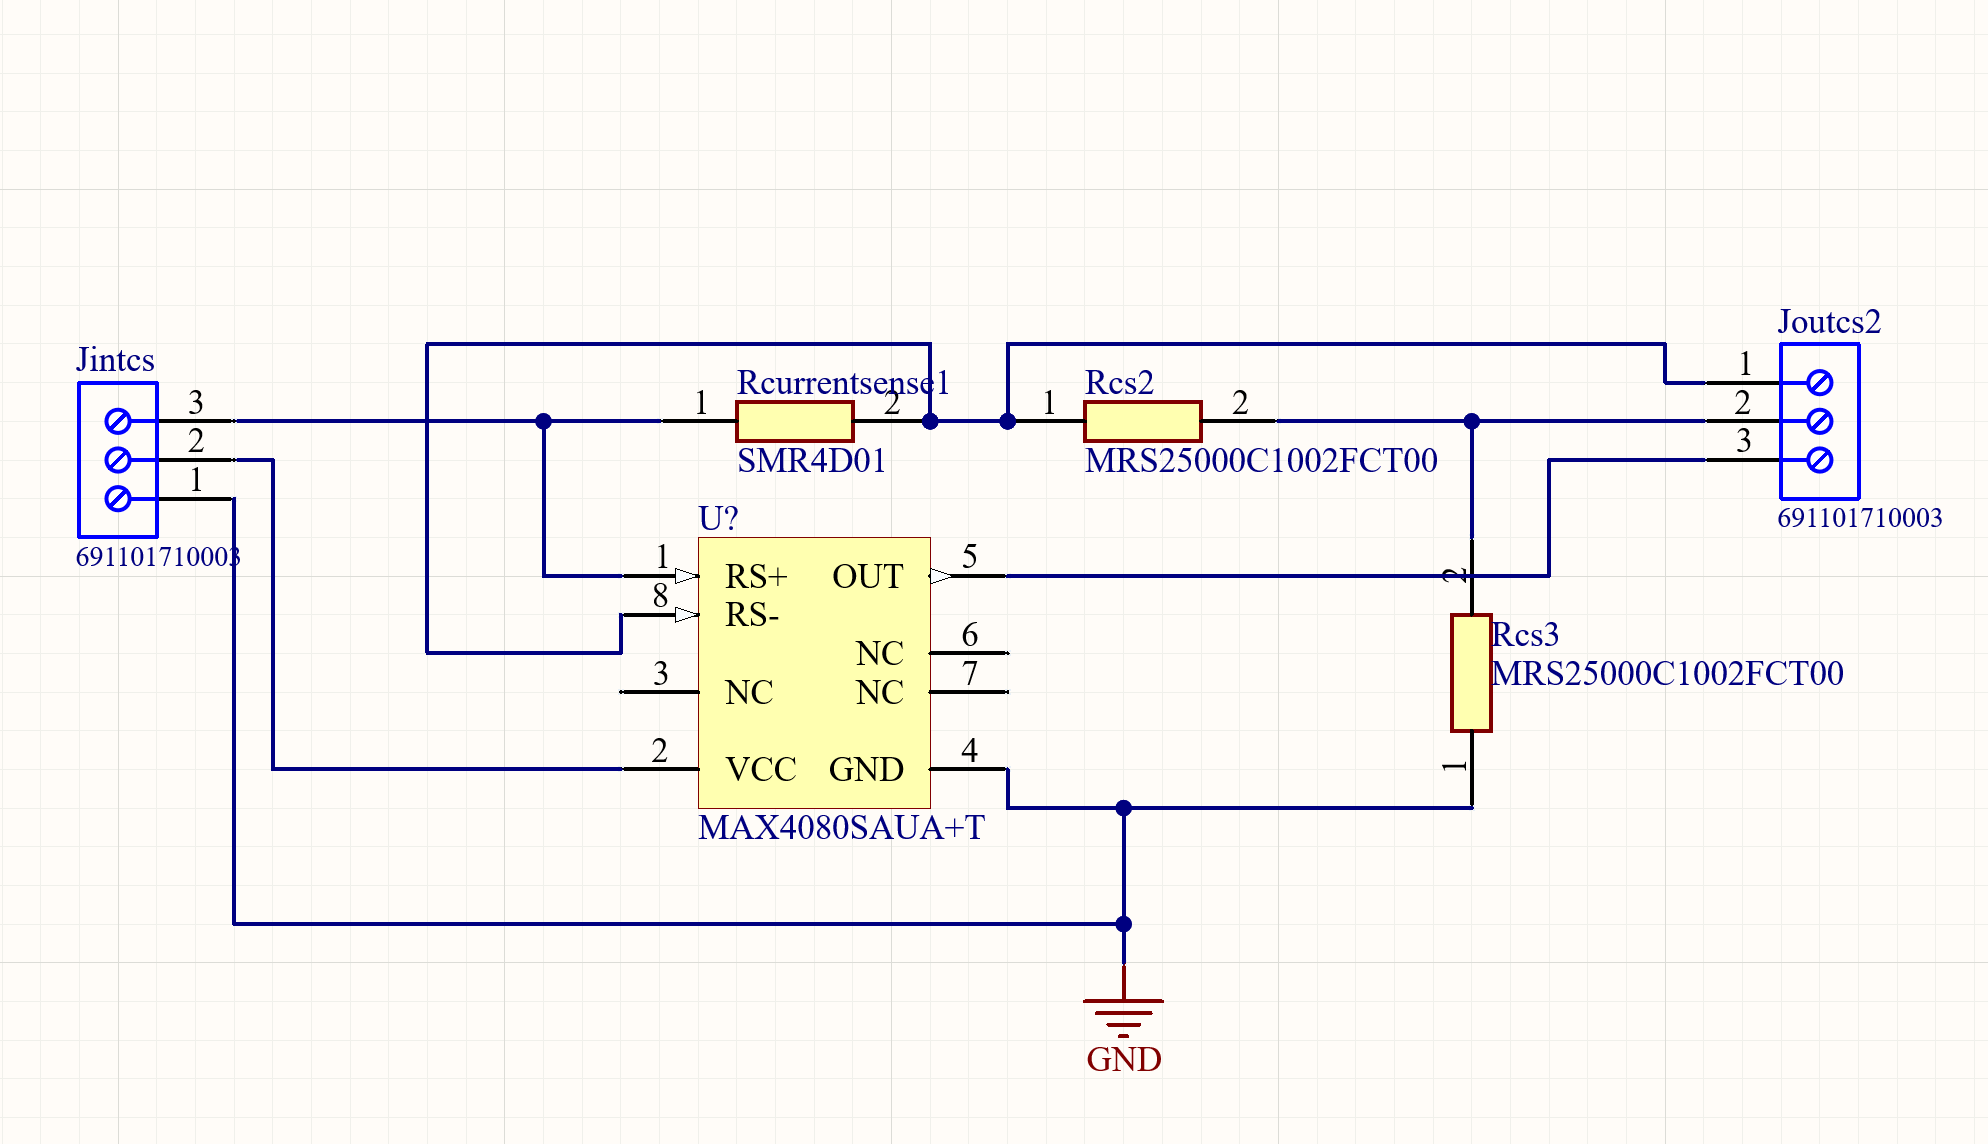 Joutcs2
Jintcs
Rcurrentsense1
Rcs2
1
3
1
2
1
2
2
2
3
SMR4D01
MRS25000C1002FCT00
1
U?
691101710003
691101710003
1
RS+
OUT
5
2
8
RS-
6
NC
Rcs3
3
NC
NC
7
MRS25000C1002FCT00
2
VCC
GND
4
1
MAX4080SAUA+T
GND